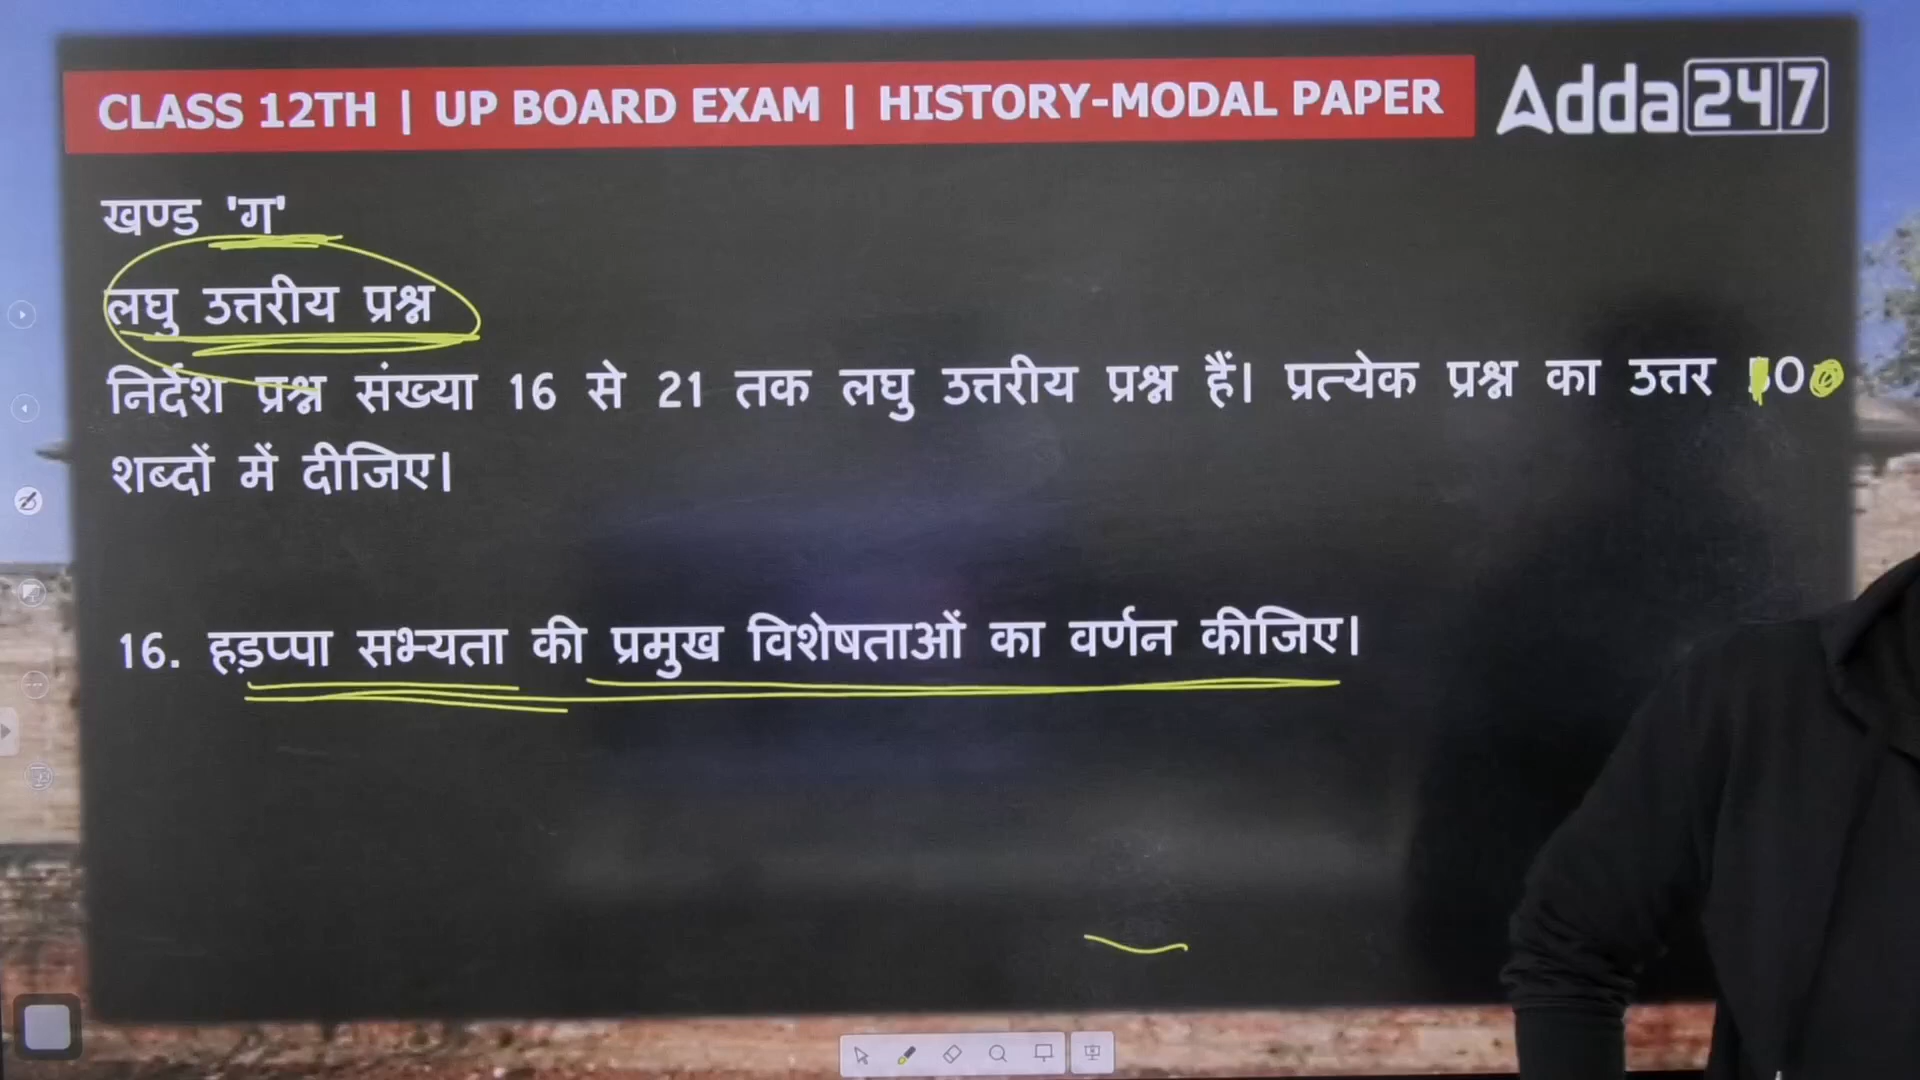 CLASS 12TH | UP BOARD EXAM | HISTORY-MODAL PAPER
Adda247
खण्ड 'ग'
लघु उत्तरीय प्रश्न
निर्देश प्रश्न संख्या 16 से 21 तक लघु उत्तरीय प्रश्न हैं। प्रत्येक प्रश्न का उत्तर
शब्दों में दीजिए।
16. हड़प्पा सभ्यता की प्रमुख विशेषताओं का वर्णन कीजिए।